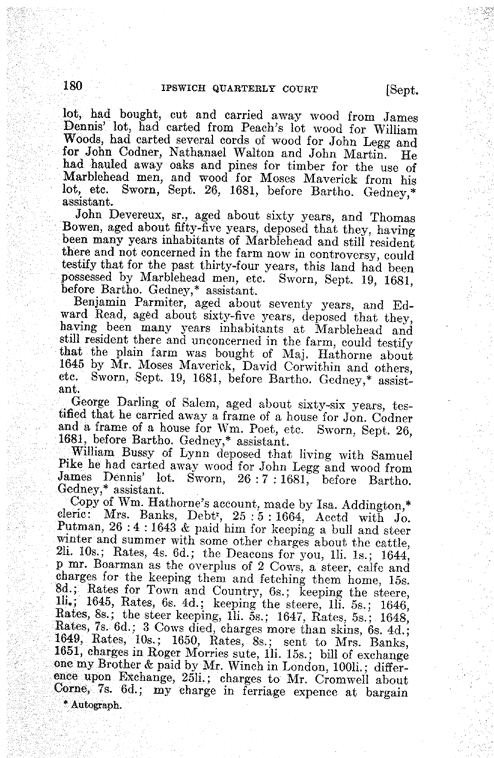 180 IPSWICH QUARTERLY COURT [Sept.
lot, had bought, cut and carried away wood from James
Dennis' lot, had carted from Peach's lot wood for William
Woods, had carted several cords of wood for John Legg and
for John Codner, Nathanael Walton and John Martin. He
had hauled away oaks and pines for timber for the use of
Marblehead men, and wood for Moses Maverick from his
lot, etc. Sworn, Sept. 26, 1681, before Bartho. Gedney,*
assistant.
John Devereux, sr., aged about sixty years, and Thomas
Bowen, aged about fifty-five years, deposed that they, having
been many years inhabitants of Marblehead and still resident
there and not concerned in the farm now in controversy, could
testify that for the past thirty-four years, this land had been
possessed by Marblehead men, etc. Sworn, Sept. 19, 1681,
before Bartho. Gedney,* assistant.
Benjamin Parmiter, aged about seventy years, and Ed-
ward Read, aged about sixty-five years, deposed that they,
having been many years inhabitants at Marblehead and
still resident there and unconcerned in the farm, could testify
that the plain farm was bought of Maj. Hathorne about
1645 by Mr. Moses Maverick, David Corwithin and others,
etc. Sworn, Sept. 19, 1681, before Bartho. Gedney,* assist-
ant.
George Darling of Salem, aged about sixty-six years, tes-
tified that he carried away a frame of a house for Jon. Codner
and a frame of a house for Wm. Poet, etc. Sworn, Sept. 26,
1681, before Bartho. Gedney,* assistant.
William Bussy of Lynn deposed that living with Samuel
Pike he had carted away wood for John Legg and wood from
James Dennis' lot. Sworn, 26 : 7 : 1681, before Bartho.
Gedney,* assistant.
Copy of Wm. Hathorne's account, made by Isa. Addington,*
cleric: Mrs. Banks, Debtr, 25 : 5 : 1664, Acctd with Jo.
Putman, 26 : 4 : 1643 & paid him for keeping a bull and steer
winter and summer with some other charges about the cattle,
2li. 10s.; Rates, 4s. 6d.; the Deacons for you, 1li. 1s.; 1644,
p mr. Boarman as the overplus of 2 Cows, a steer, calfe and
charges for the keeping them and fetching them home, 15s.
8d.; Rates for Town and Country, 6s.; keeping the steere,
1li.; 1645, Rates, 6s. 4d.; keeping the steere, 1li. 5s.; 1646,
Rates, 8s.; the steer keeping, 1li. 5s.; 1647, Rates, 5s.; 1648,
Rates, 7s. 6d.; 3 Cows died, charges more than skins, 6s. 4d.;
1649, Rates, 10s.; 1650, Rates, 8s.; sent to Mrs. Banks,
1651, charges in Roger Morries sute, 1li. 15s.; bill of exchange
one my Brother & paid by Mr. Winch in London, 100li.; differ-
ence upon Exchange, 25li.; charges to Mr. Cromwell about
Corne, 7s. 6d.; my charge in ferriage expence at bargain
* Autograph.